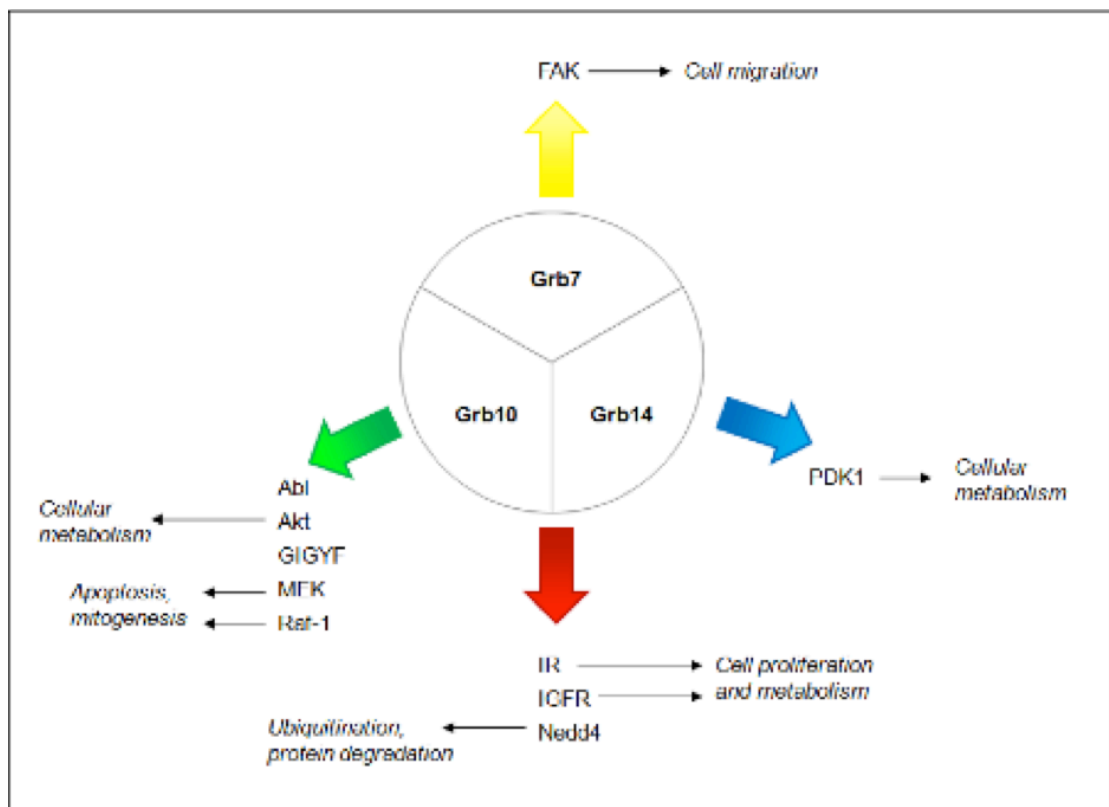 FAK
Cell migration
Grb7
Grb10
Grb14
PDK1
Cellular
metabolism
Abl
Akt
GIGYF
MEK
Raf-1
Cellular
metabolism
Apoptosis,
mitogenesis
IR
IGFR
Nedd4
Cell proliferation
and metabolism
Ubiquitination,
protein degradation